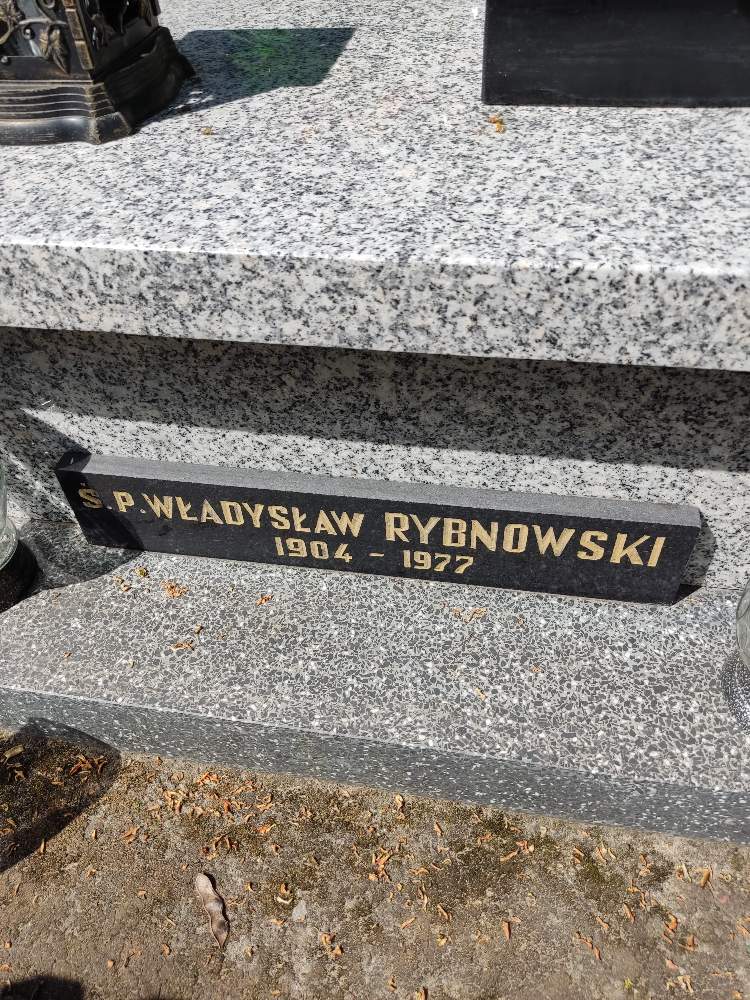 Ś.P. WŁADYSŁAW RYBNOWSKI
1904 - 1977